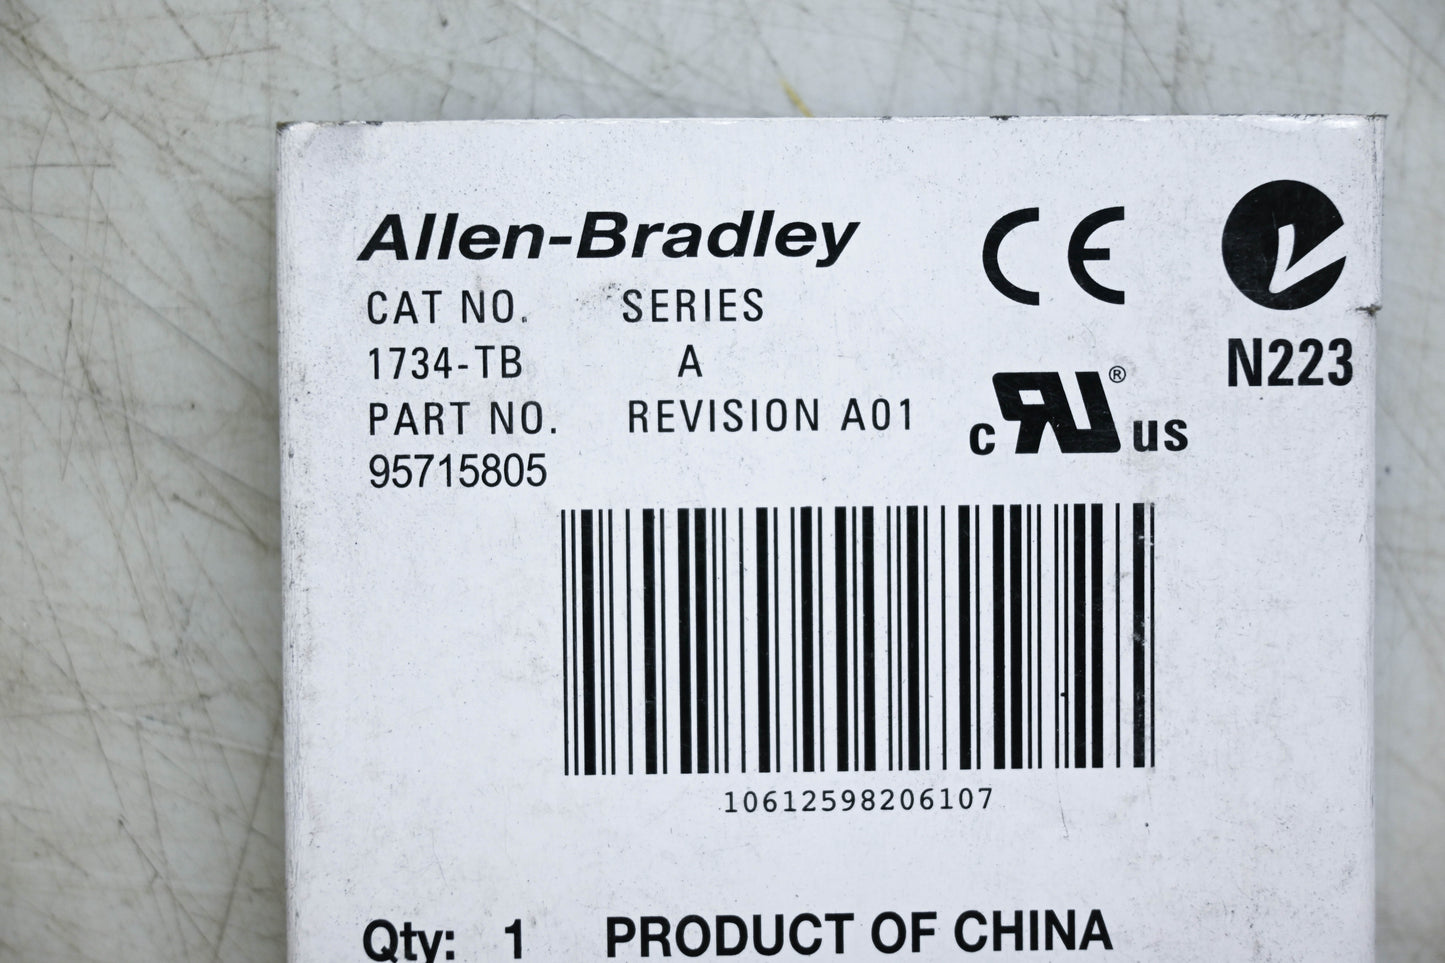 Allen-Bradley
CE
CAT NO. SERIES
1734-TB A
N223
PART NO. REVISION A01
c RU ® us
95715805
10612598206107
Qty: 1 PRODUCT OF CHINA